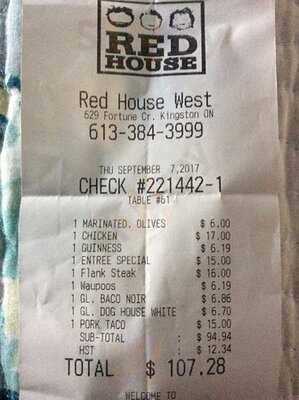 RED
HOUSE
Red House West
629 Fortune Cr. Kingston ON
613-384-3999
THU SEPTEMBER 7,2017
CHECK #221442-1
TABLE #61
1 MARINATED. OLIVES $ 6.00
1 CHICKEN $ 17.00
1 GUINNESS $ 6.19
1 ENTREE SPECIAL $ 15.00
1 Flank Steak $ 16.00
1 Waupoos $ 6.19
1 GL. BACO NOIR $ 6.86
1 GL. DOG HOUSE WHITE $ 6.70
1 PORK TACO $ 15.00
SUB-TOTAL : $ 94.94
HST : $ 12.34
TOTAL $ 107.28
WELCOME TO